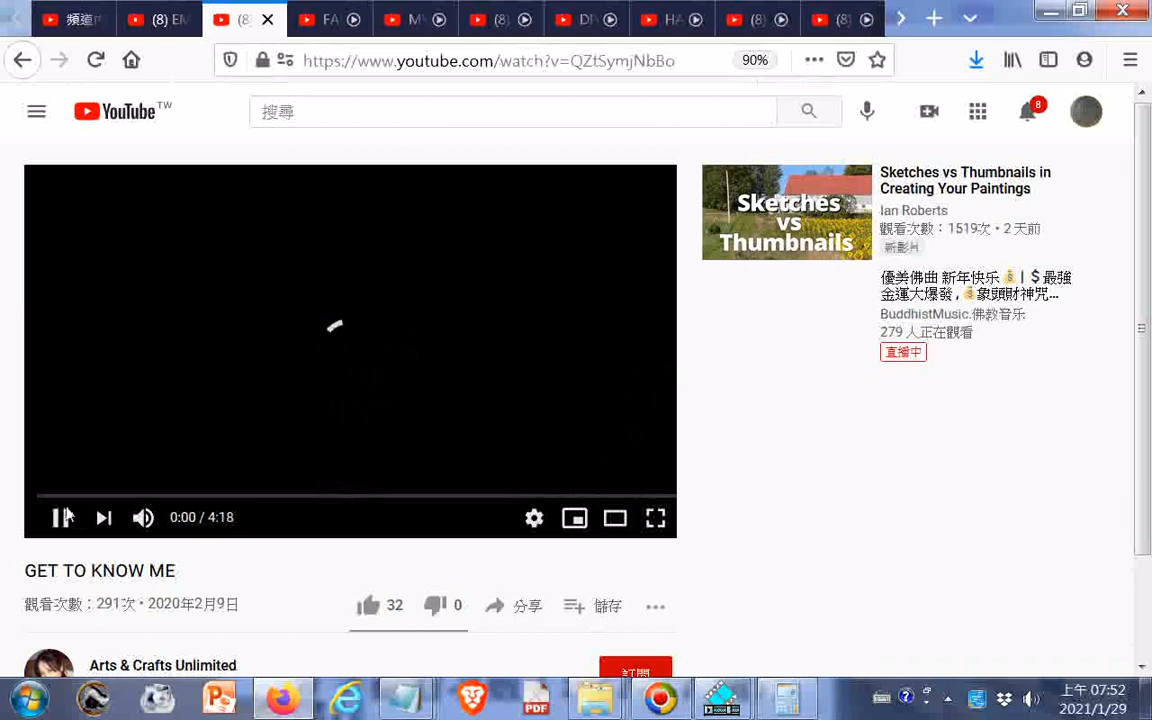 頻道
(8) EM
(8)
FA
MY
(8)
DI
HA
(8)
(8)
https://www.youtube.com/watch?v=QZtSymjNbBo
90%
YouTube TW
搜尋
8
Sketches vs Thumbnails
Sketches vs Thumbnails in
Creating Your Paintings
Ian Roberts
觀看次數：1519次 • 2 天前
新影片
優美佛曲 新年快乐💰 | $最強
金運大爆發,💰象頭財神咒...
BuddhistMusic.佛教音乐
279 人正在觀看
直播中
0:00 / 4:18
GET TO KNOW ME
觀看次數：291次 • 2020年2月9日
32
0
分享
儲存
Arts & Crafts Unlimited
訂閱
PDF
上午 07:52
2021/1/29